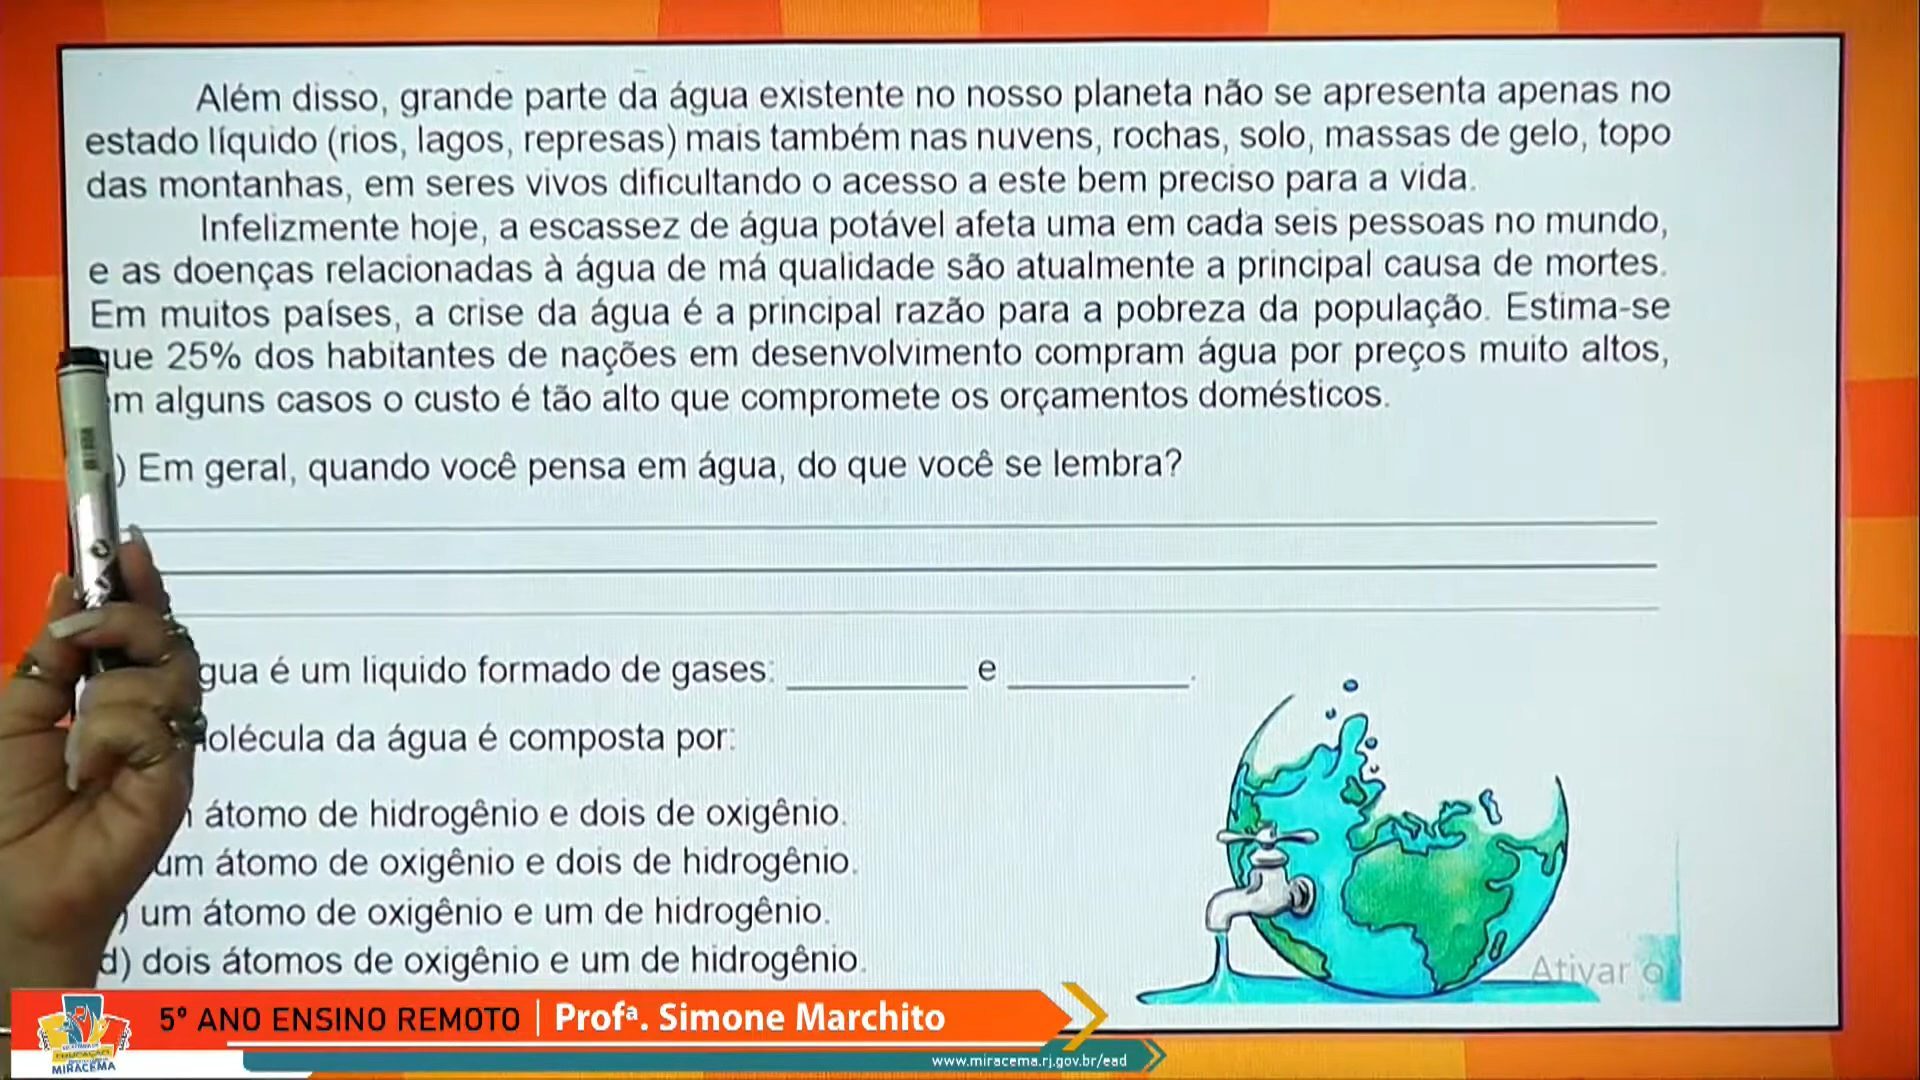 Além disso, grande parte da água existente no nosso planeta não se apresenta apenas no
estado líquido (rios, lagos, represas) mais também nas nuvens, rochas, solo, massas de gelo, topo
das montanhas, em seres vivos dificultando o acesso a este bem preciso para a vida.
Infelizmente hoje, a escassez de água potável afeta uma em cada seis pessoas no mundo,
e as doenças relacionadas à água de má qualidade são atualmente a principal causa de mortes.
Em muitos países, a crise da água é a principal razão para a pobreza da população. Estima-se
que 25% dos habitantes de nações em desenvolvimento compram água por preços muito altos,
em alguns casos o custo é tão alto que compromete os orçamentos domésticos.
) Em geral, quando você pensa em água, do que você se lembra?
gua é um liquido formado de gases: __________ e __________.
olécula da água é composta por:
átomo de hidrogênio e dois de oxigênio.
um átomo de oxigênio e dois de hidrogênio.
) um átomo de oxigênio e um de hidrogênio.
d) dois átomos de oxigênio e um de hidrogênio.
Ativar o
5º ANO ENSINO REMOTO | Profª. Simone Marchito
EDUCAÇÃO
MIRACEMA
www.miracema.rj.gov.br/ead